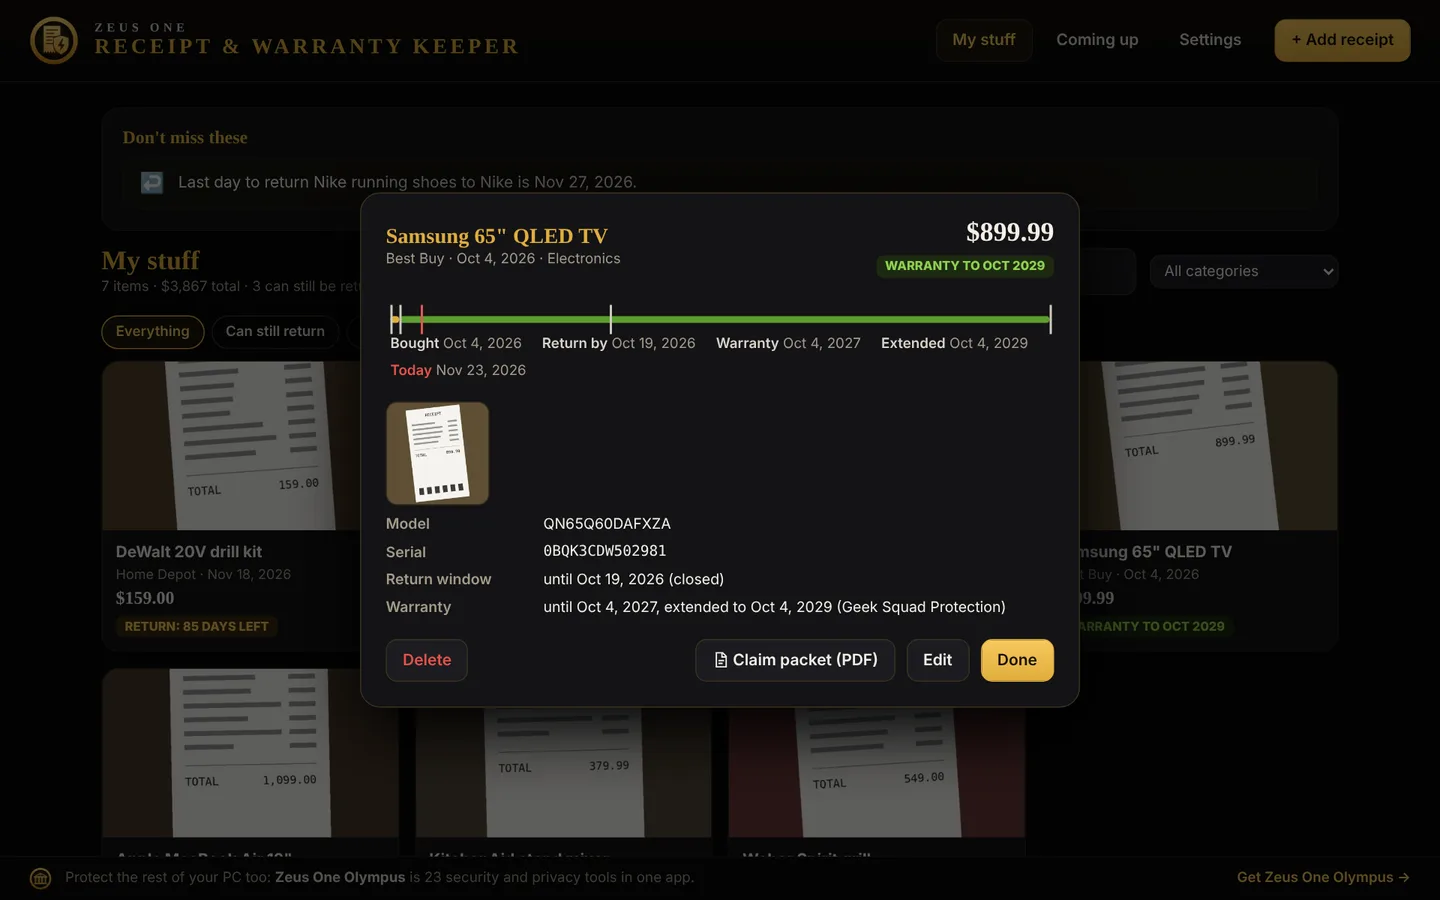 ZEUS ONE
RECEIPT & WARRANTY KEEPER
My stuff
Coming up
Settings
+ Add receipt
Don't miss these
Last day to return Nike running shoes to Nike is Nov 27, 2026.
My stuff
7 items · $3,867 total · 3 can still be
All categories
Everything
Can still return
Samsung 65" QLED TV
$899.99
Best Buy · Oct 4, 2026 · Electronics
WARRANTY TO OCT 2029
Bought Oct 4, 2026
Return by Oct 19, 2026
Warranty Oct 4, 2027
Extended Oct 4, 2029
Today Nov 23, 2026
RECEIPT
TOTAL 899.99
Model QN65Q60DAFXZA
Serial 0BQK3CDW502981
Return window until Oct 19, 2026 (closed)
Warranty until Oct 4, 2027, extended to Oct 4, 2029 (Geek Squad Protection)
Delete
Claim packet (PDF)
Edit
Done
TOTAL 159.00
DeWalt 20V drill kit
Home Depot · Nov 18, 2026
$159.00
RETURN: 85 DAYS LEFT
TOTAL 899.99
65" QLED TV
Buy · Oct 4, 2026
WARRANTY TO OCT 2029
TOTAL 1,099.00
TOTAL 379.99
TOTAL 549.00
Protect the rest of your PC too: Zeus One Olympus is 23 security and privacy tools in one app.
Get Zeus One Olympus →